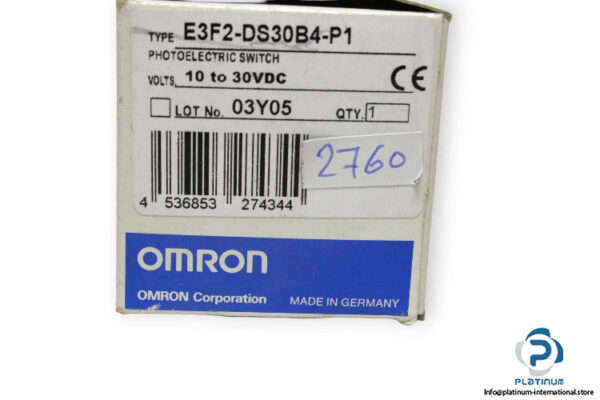 TYPE E3F2-DS30B4-P1
PHOTOELECTRIC SWITCH
VOLTS. 10 to 30VDC
CE
LOT No. 03Y05 QTY. 1
2760
4 536853 274344
OMRON
OMRON Corporation MADE IN GERMANY
PLATINUM
Info@platinum-international.store